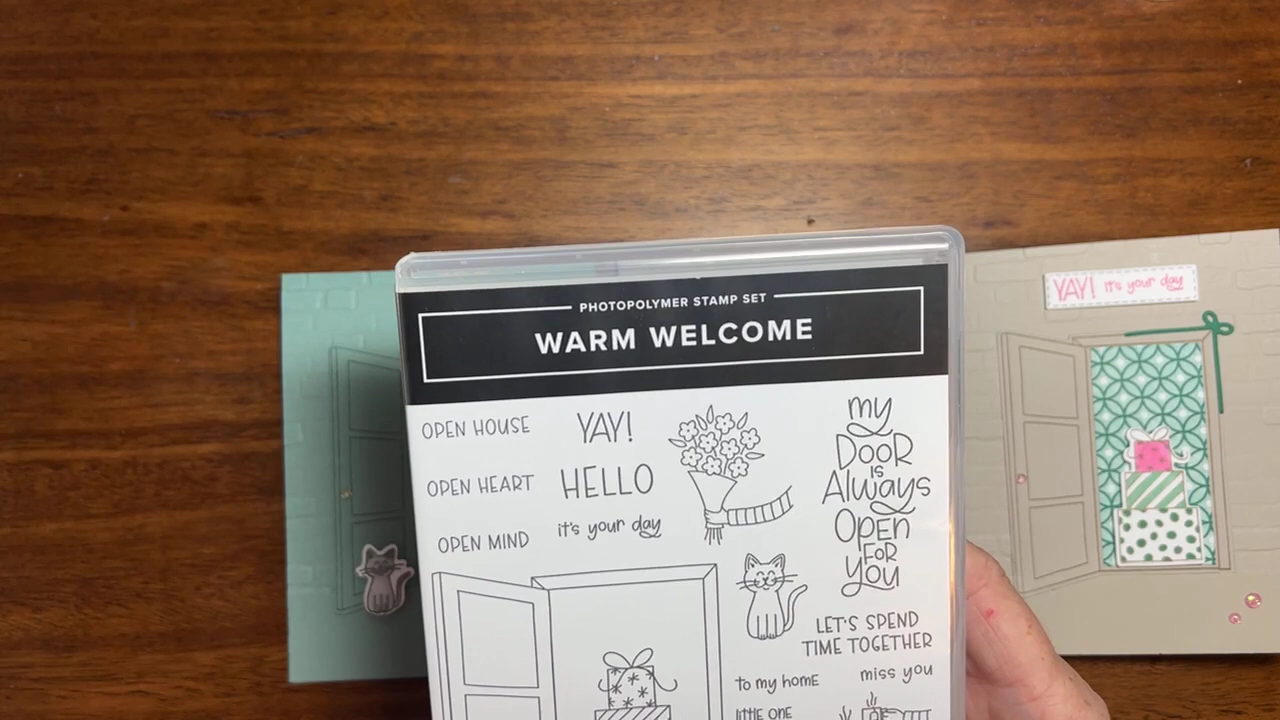 PHOTOPOLYMER STAMP SET
WARM WELCOME
OPEN HOUSE
OPEN HEART
OPEN MIND
YAY!
HELLO
it's your day
my
DOOR
IS
Always
OPEN
FOR
you
LET'S SPEND
TIME TOGETHER
to my home
miss you
little one
YAY! it's your day